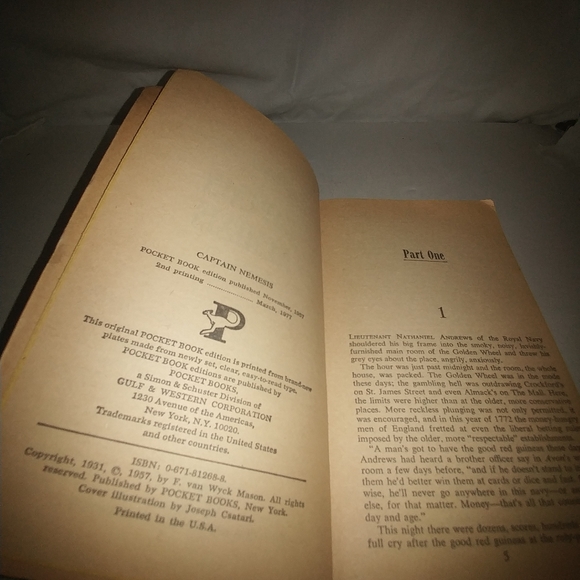 CAPTAIN NEMESIS
POCKET BOOK edition published November, 1957
2nd printing .................. March, 1977
P
This original POCKET BOOK edition is printed from brand-new
plates made from newly set, clear, easy-to-read type.
POCKET BOOK editions are published by
POCKET BOOKS,
a Simon & Schuster Division of
GULF & WESTERN CORPORATION
1230 Avenue of the Americas,
New York, N.Y. 10020.
Trademarks registered in the United States
and other countries.
ISBN: 0-671-81268-8.
Copyright, 1931, ©, 1957, by F. van Wyck Mason. All rights
reserved. Published by POCKET BOOKS, New York.
Cover illustration by Joseph Csatari.
Printed in the U.S.A.
Part One
1
LIEUTENANT NATHANIEL ANDREWS of the Royal Navy
shouldered his big frame into the smoky, noisy, lavishly-
furnished main room of the Golden Wheel and threw his
grey eyes about the place, angrily, anxiously.
The hour was just past midnight and the room, the whole
house, was packed. The Golden Wheel was in the mode
these days; the gambling hell was outdrawing Crockford's
on St. James Street and even Almack's on The Mall. Here,
the limits were higher than at the older, more conservative
places. More reckless plunging was not only permitted, it
was encouraged, and in this year of 1772 the country-
men of England fretted at even the liberal betting
imposed by the older, more "respectable" establishments.
"A man's got to have the good red guineas these days,"
Andrews had heard a brother officer say in
room a few days before, "and if he doesn't stand to
them he'd better win them at cards or dice
wise, he'll never go anywhere in this navy—or
else, for that matter. Money—that's all that counts
day and age."
This night there were dozens, scores, hundreds
full cry after the good red guineas
5